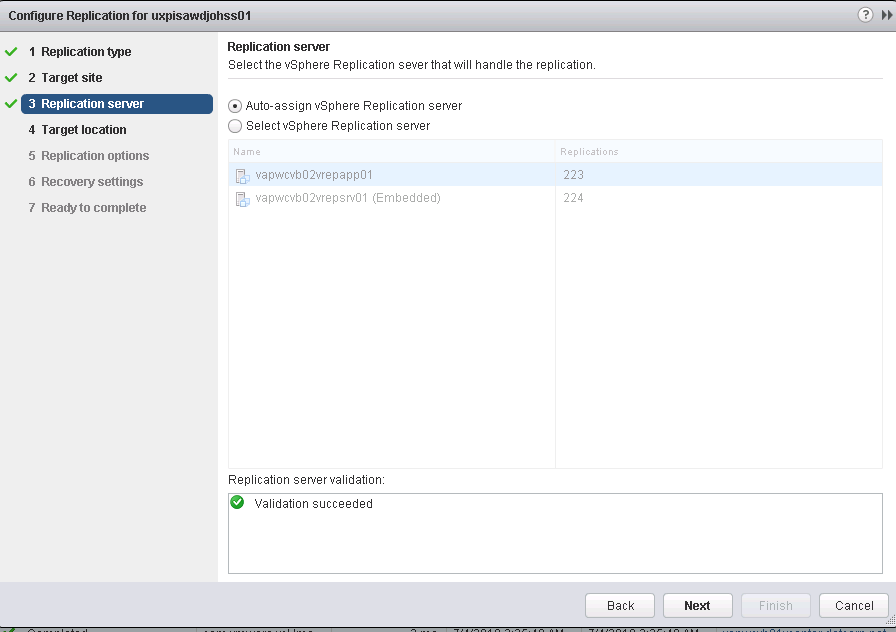 Configure Replication for uxpisawdjohss01
1 Replication type
2 Target site
3 Replication server
4 Target location
5 Replication options
6 Recovery settings
7 Ready to complete
Replication server
Select the vSphere Replication sever that will handle the replication.
Auto-assign vSphere Replication server
Select vSphere Replication server
Name Replications
vapwcvb02vrepapp01 223
vapwcvb02vrepsrv01 (Embedded) 224
Replication server validation:
Validation succeeded
Back Next Finish Cancel